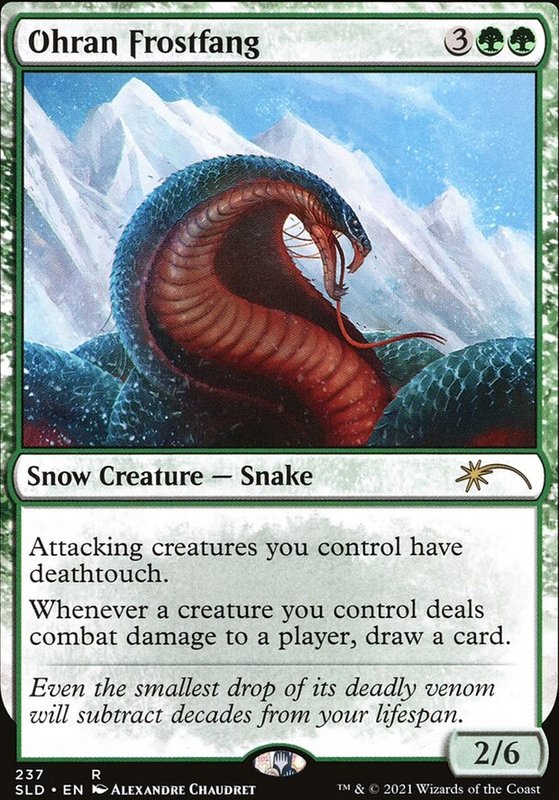 Ohran Frostfang 3
Snow Creature — Snake
Attacking creatures you control have
deathtouch.
Whenever a creature you control deals
combat damage to a player, draw a card.
Even the smallest drop of its deadly venom
will subtract decades from your lifespan.
2/6
237 R
SLD • EN Alexandre Chaudret ™ & © 2021 Wizards of the Coast